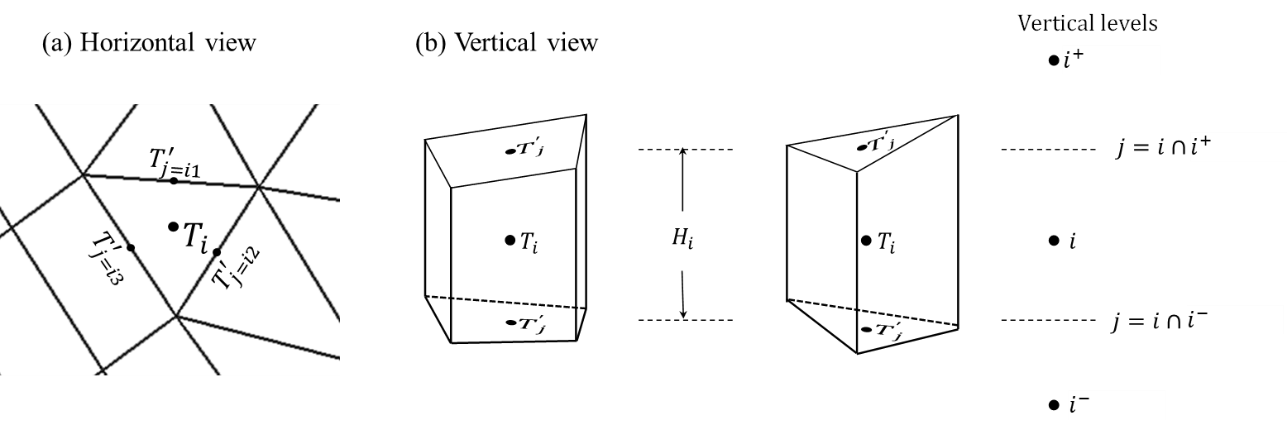 (a) Horizontal view
T'j=i1
Ti
T'j=i2
T'j=i3
(b) Vertical view
T'j
Ti
T'j
Hi
T'j
Ti
T'j
Vertical levels
i⁺
j = i ∩ i⁺
i
j = i ∩ i⁻
i⁻